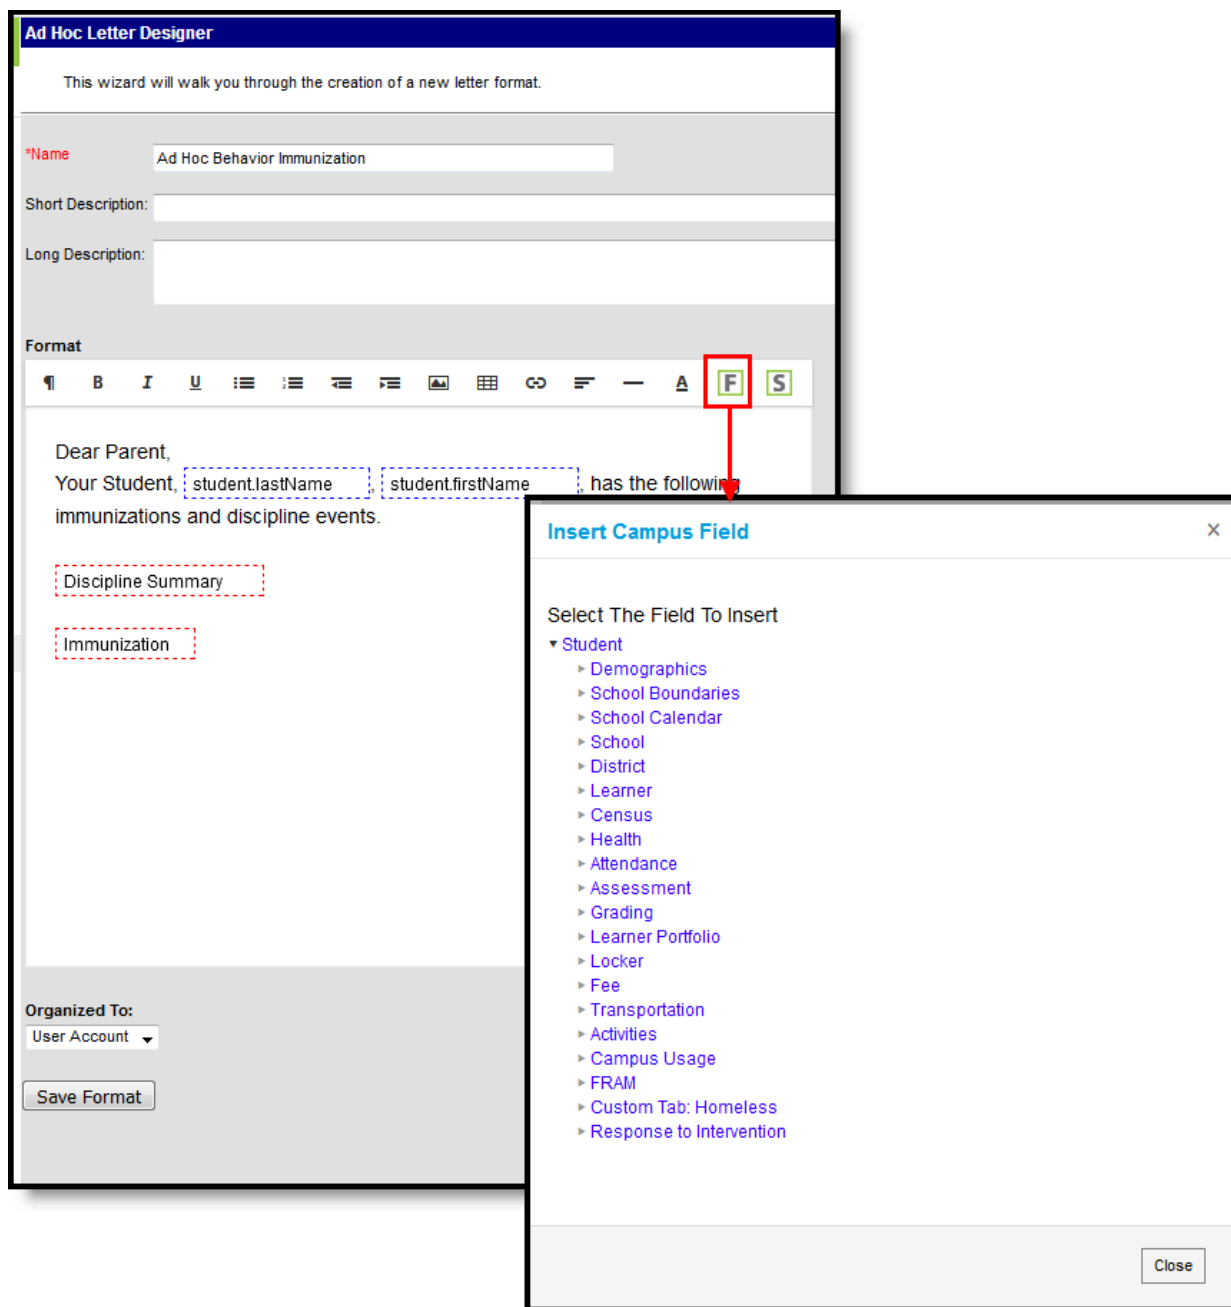 Ad Hoc Letter Designer
This wizard will walk you through the creation of a new letter format.
*Name Ad Hoc Behavior Immunization
Short Description:
Long Description:
Format
¶ B I U A F S
Dear Parent,
Your Student, student.lastName , student.firstName , has the following
immunizations and discipline events.
Discipline Summary
Immunization
Organized To:
User Account
Save Format
Insert Campus Field ×
Select The Field To Insert
Student
Demographics
School Boundaries
School Calendar
School
District
Learner
Census
Health
Attendance
Assessment
Grading
Learner Portfolio
Locker
Fee
Transportation
Activities
Campus Usage
FRAM
Custom Tab: Homeless
Response to Intervention
Close